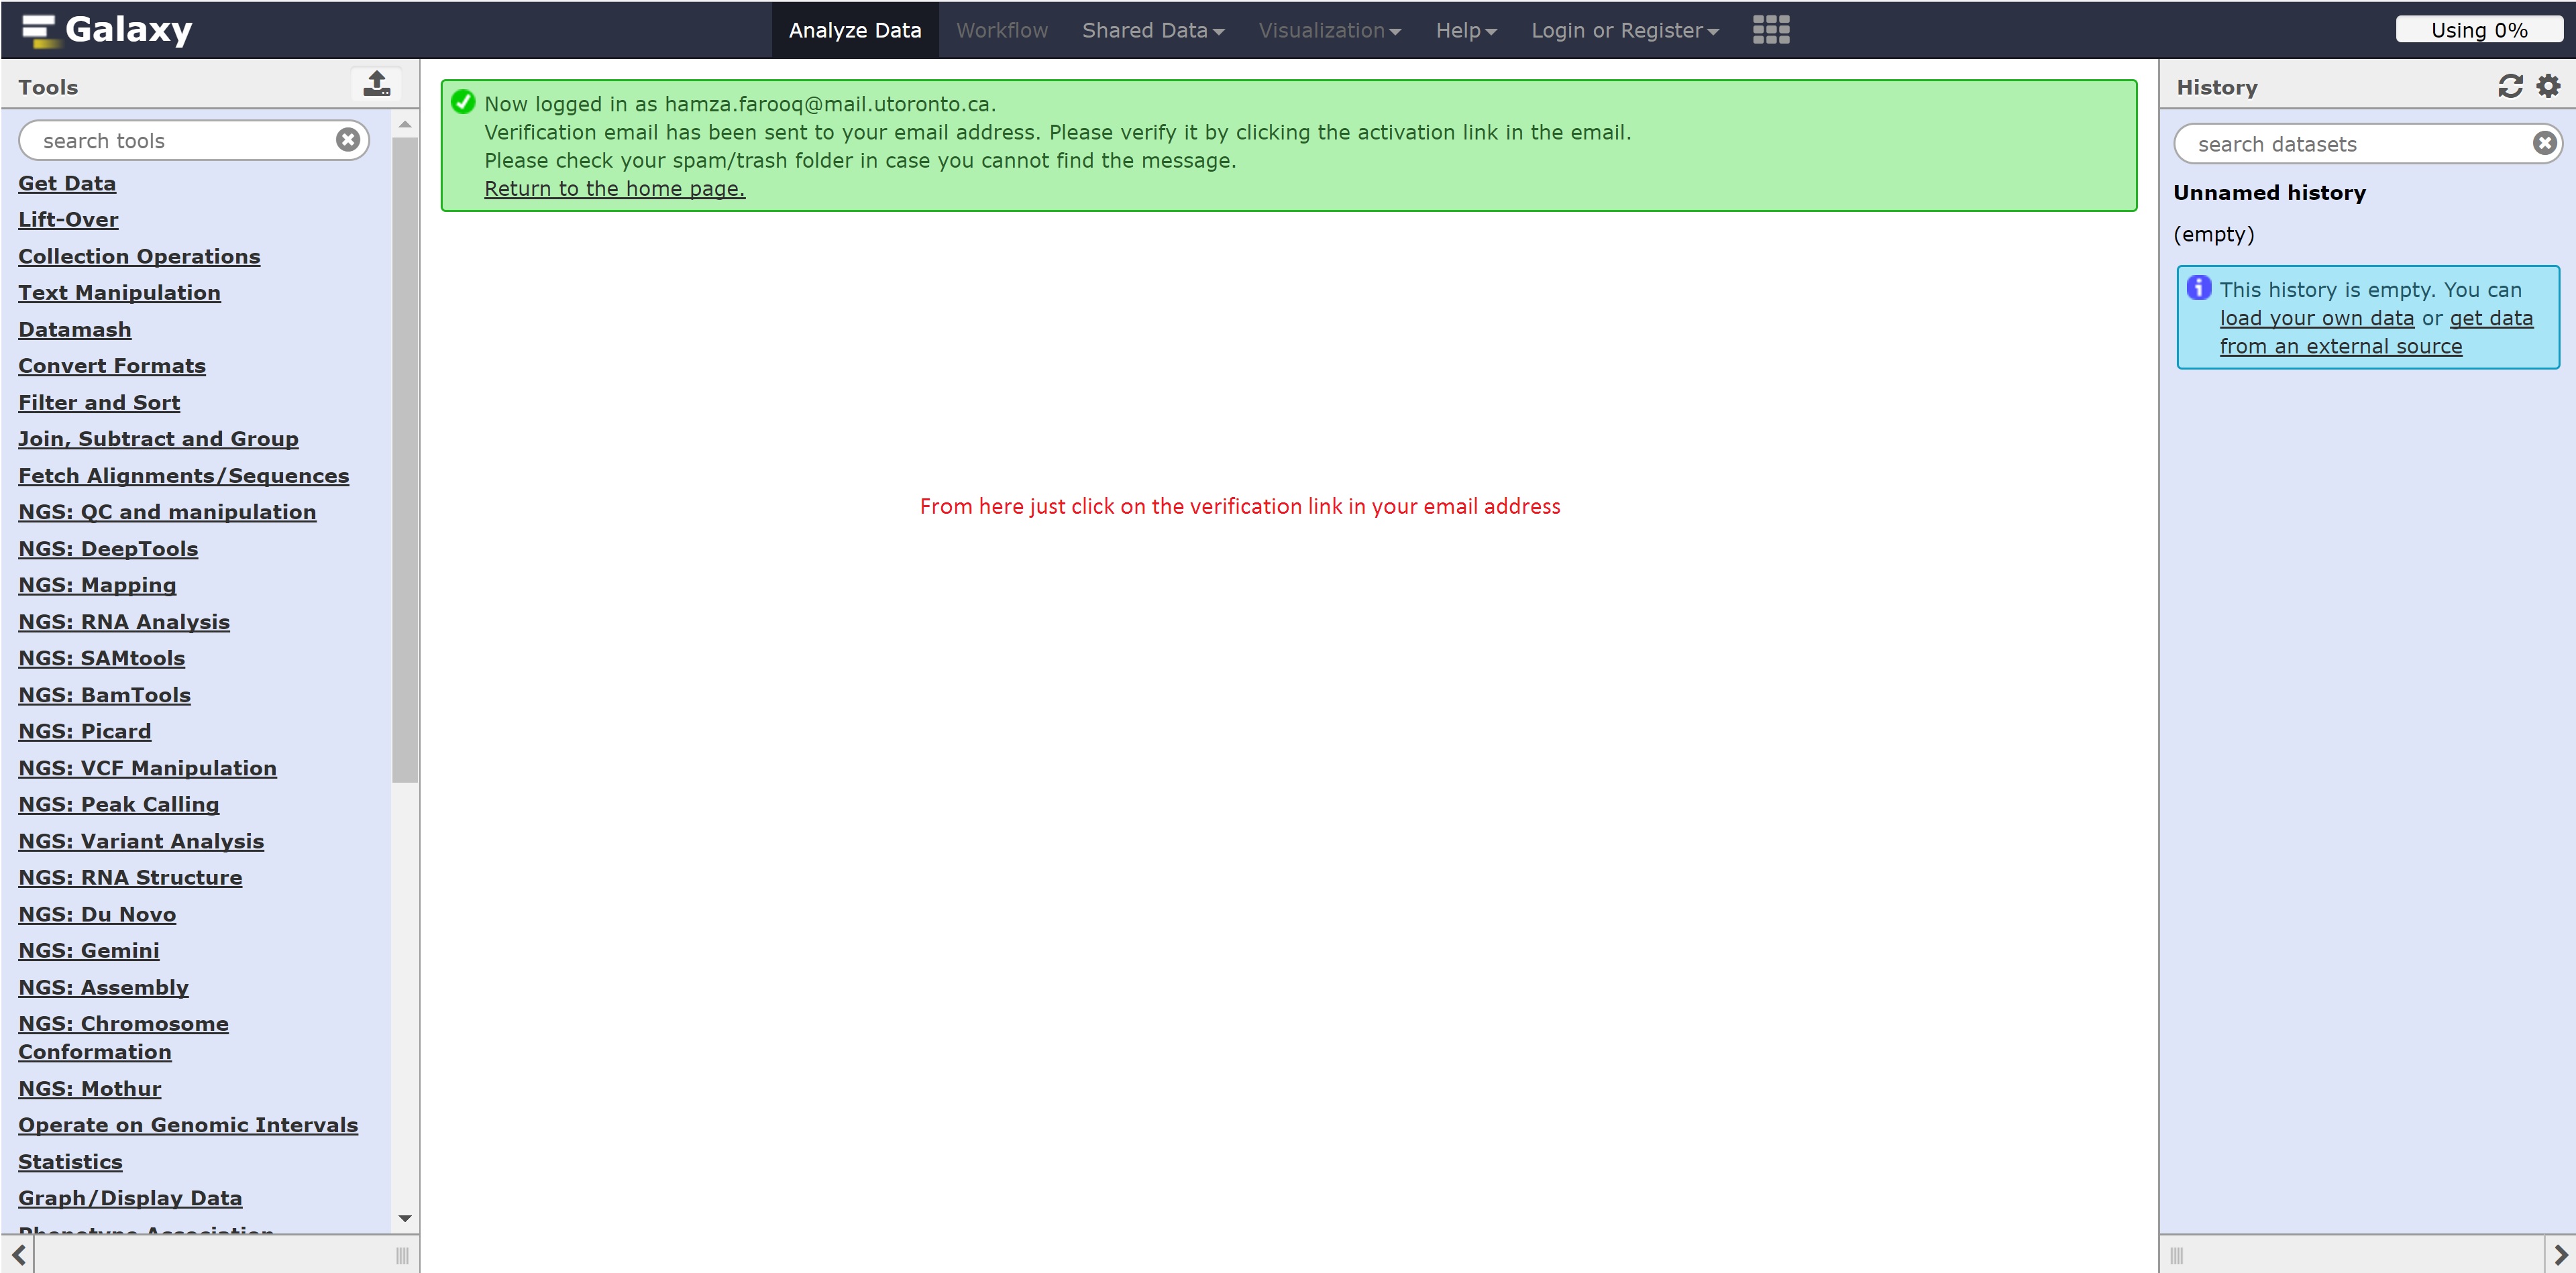 Galaxy
Analyze Data
Workflow
Shared Data
Visualization
Help
Login or Register
Using 0%
Tools
search tools
Get Data
Lift-Over
Collection Operations
Text Manipulation
Datamash
Convert Formats
Filter and Sort
Join, Subtract and Group
Fetch Alignments/Sequences
NGS: QC and manipulation
NGS: DeepTools
NGS: Mapping
NGS: RNA Analysis
NGS: SAMtools
NGS: BamTools
NGS: Picard
NGS: VCF Manipulation
NGS: Peak Calling
NGS: Variant Analysis
NGS: RNA Structure
NGS: Du Novo
NGS: Gemini
NGS: Assembly
NGS: Chromosome
Conformation
NGS: Mothur
Operate on Genomic Intervals
Statistics
Graph/Display Data
Phenotype Association
Now logged in as hamza.farooq@mail.utoronto.ca.
Verification email has been sent to your email address. Please verify it by clicking the activation link in the email.
Please check your spam/trash folder in case you cannot find the message.
Return to the home page.
From here just click on the verification link in your email address
History
search datasets
Unnamed history
(empty)
This history is empty. You can
load your own data or get data
from an external source